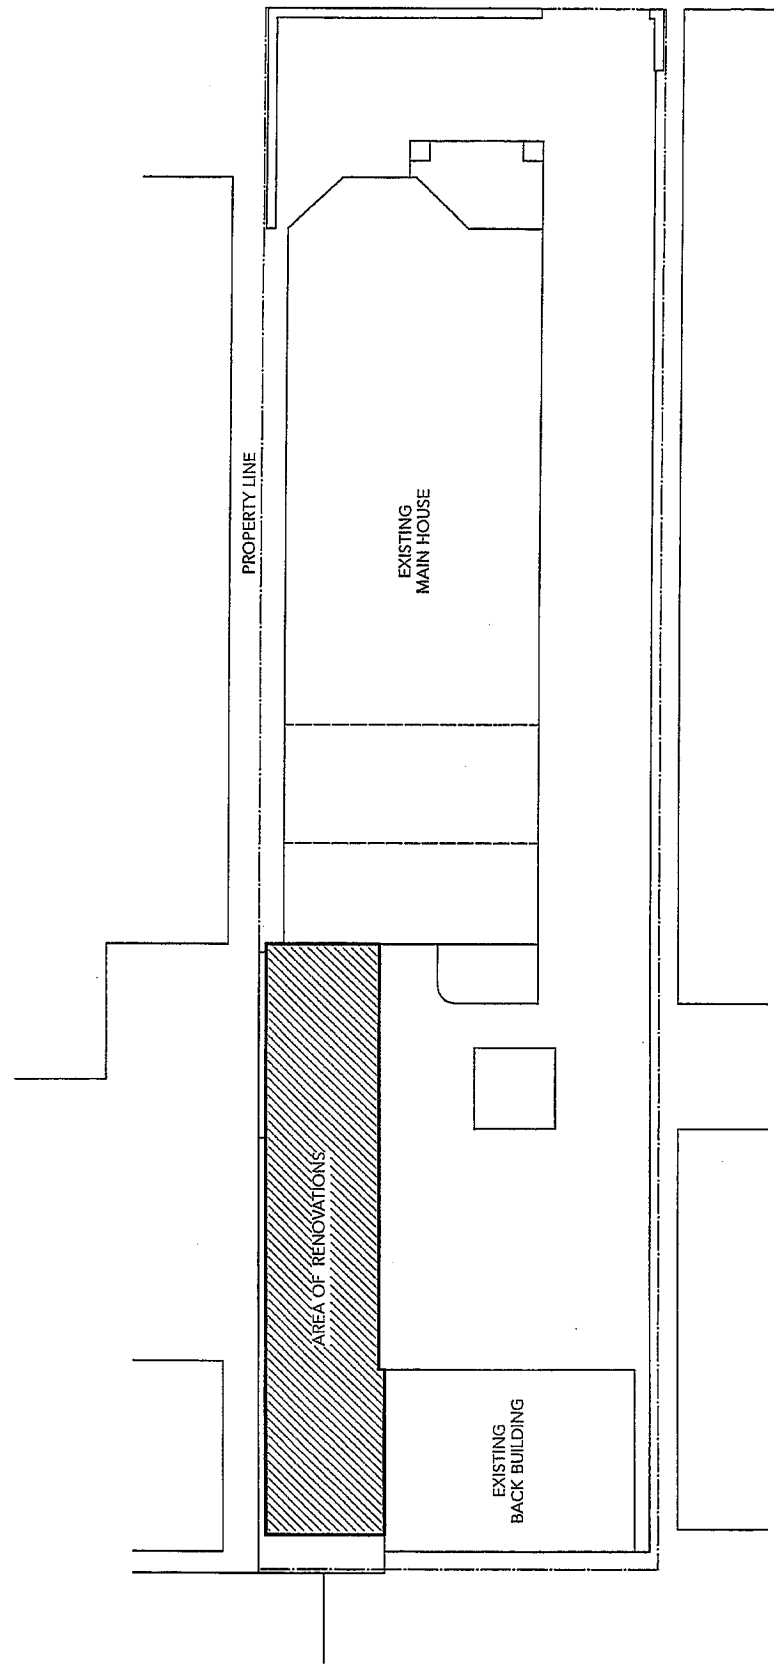 PROPERTY LINE
EXISTING
MAIN HOUSE
AREA OF RENOVATIONS
EXISTING
BACK BUILDING